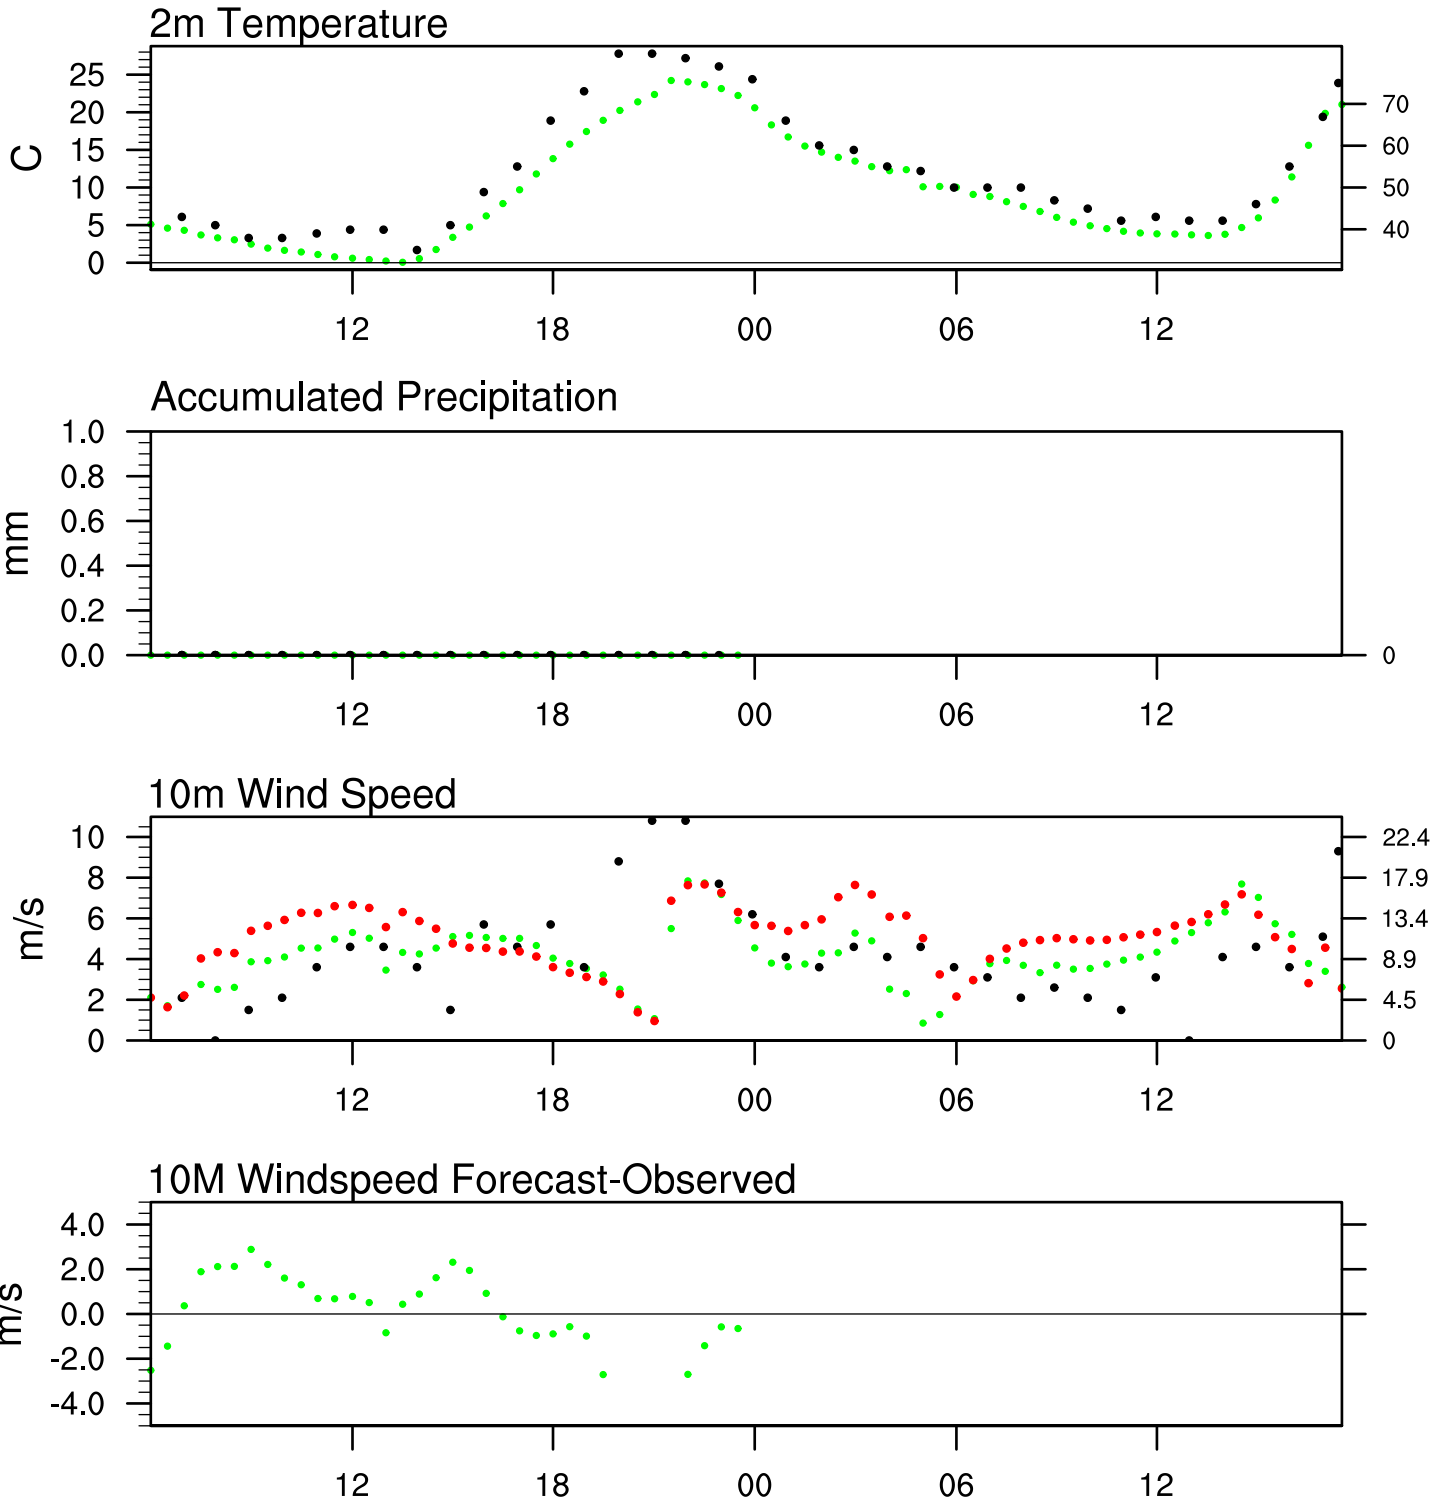 2m Temperature
25
20
15
10
5
0
C
70
60
50
40
12 18 00 06 12
Accumulated Precipitation
1.0
0.8
0.6
0.4
0.2
0.0
mm
0
12 18 00 06 12
10m Wind Speed
10
8
6
4
2
0
m/s
22.4
17.9
13.4
8.9
4.5
0
12 18 00 06 12
10M Windspeed Forecast-Observed
4.0
2.0
0.0
-2.0
-4.0
m/s
12 18 00 06 12